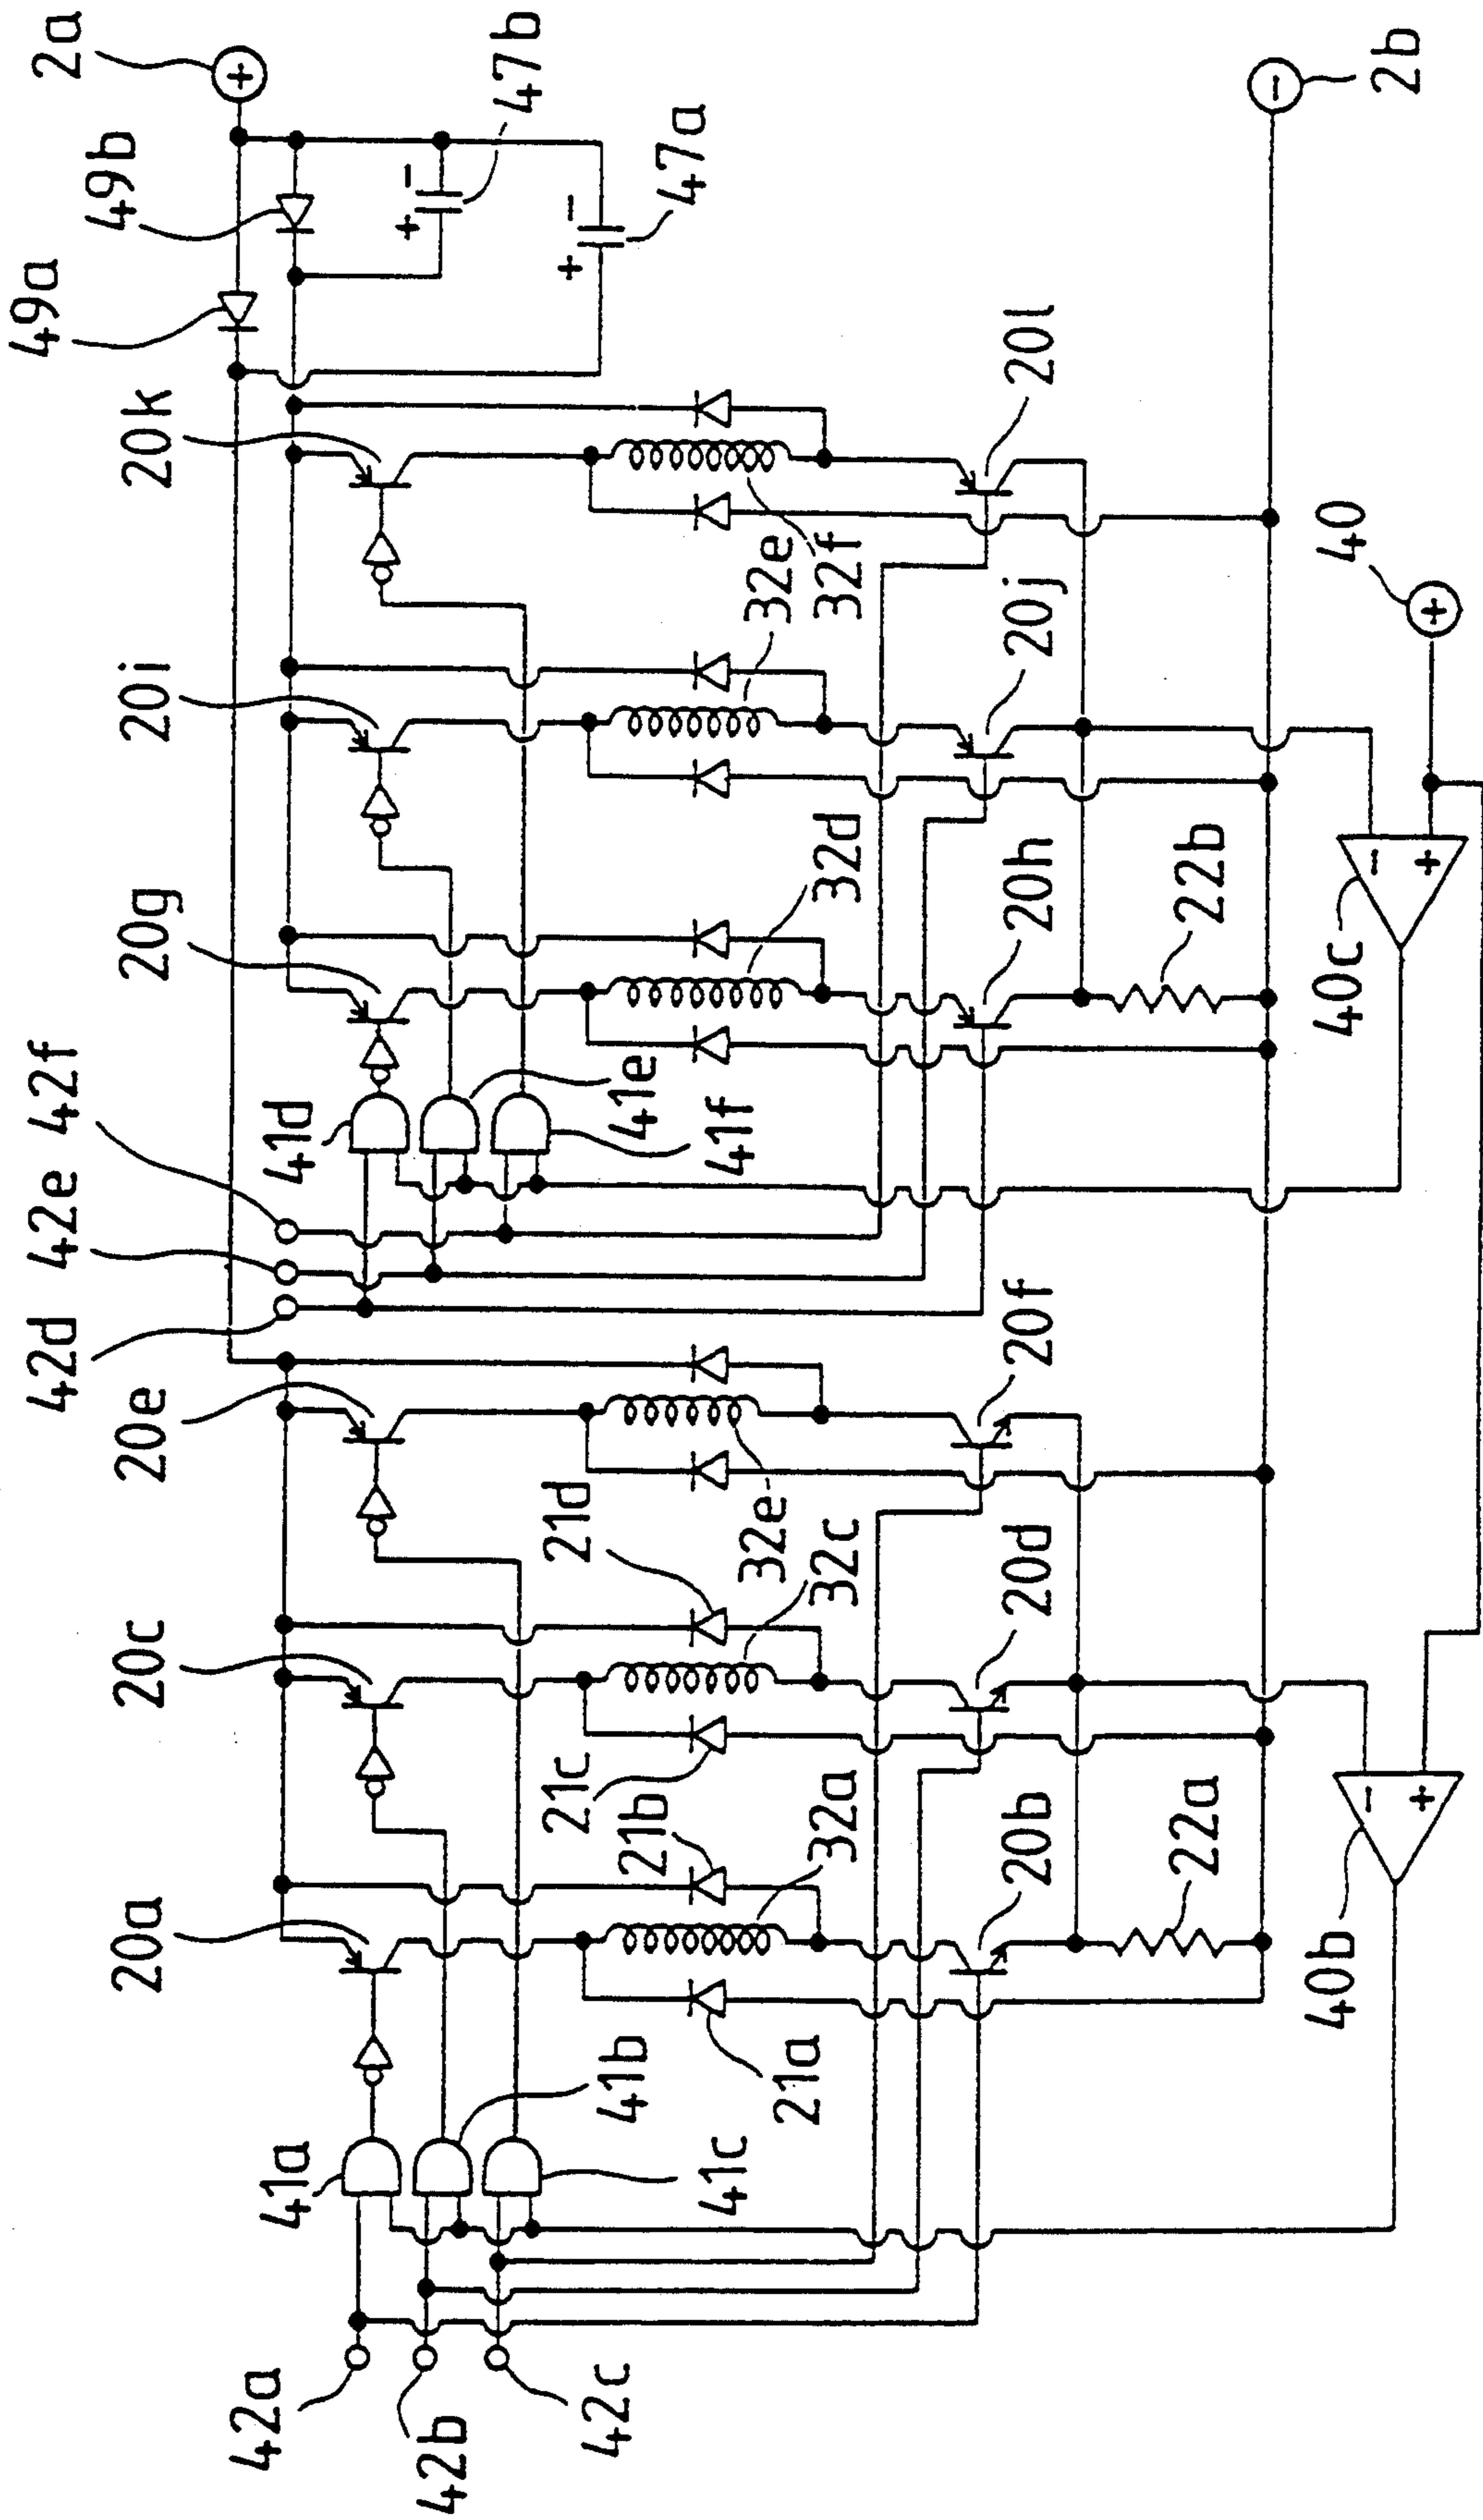 42d
42e
42f
49a
2a
20a
20c
20e
20g
20i
20k
49b
+
42a
41a
41d
+
−
42b
47b
+
−
21c
21d
42c
41b
21b
41e
47a
41c
41f
32e
32e
21a
32a
32c
32d
32f
20b
20d
20f
20h
20j
20l
22a
22b
−
40b
40c
40
−
−
2b
+
+
+